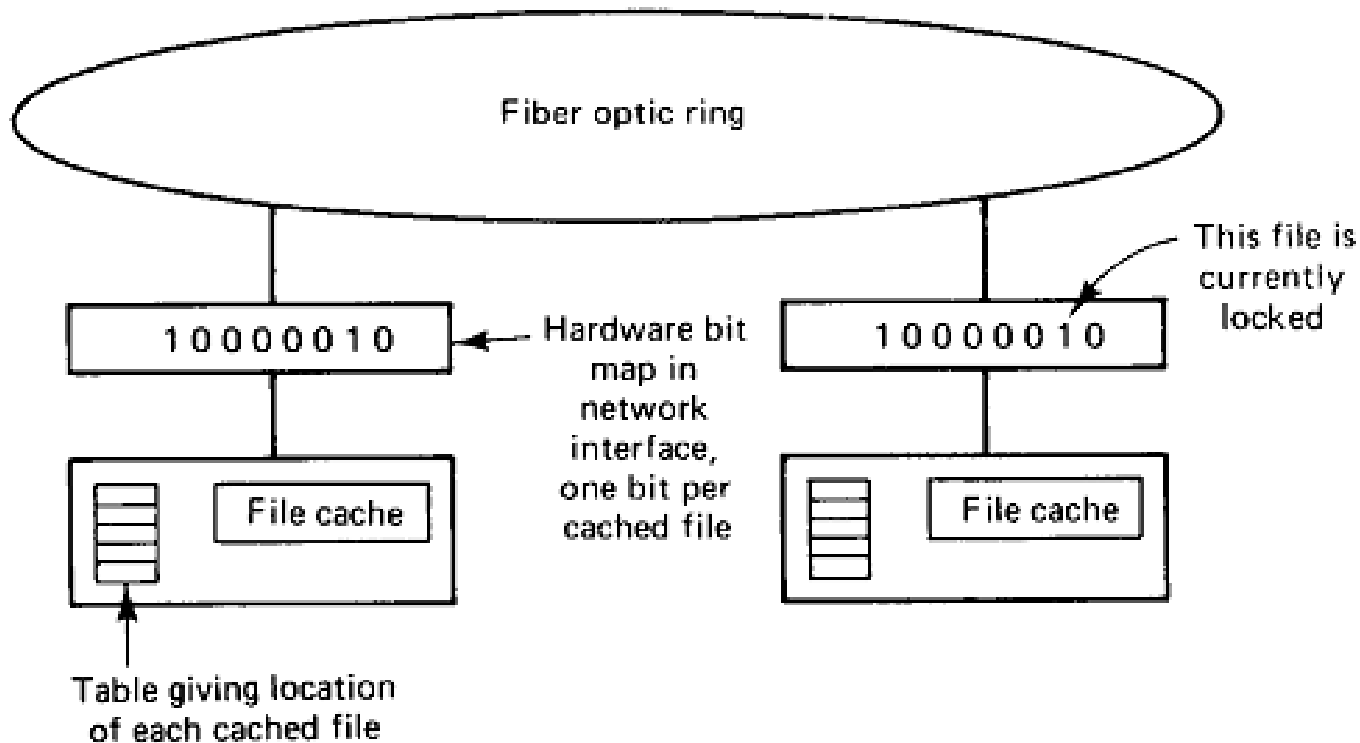 Fiber optic ring
This file is
currently
locked
10000010
Hardware bit
map in
network
interface,
one bit per
cached file
10000010
File cache
File cache
Table giving location
of each cached file